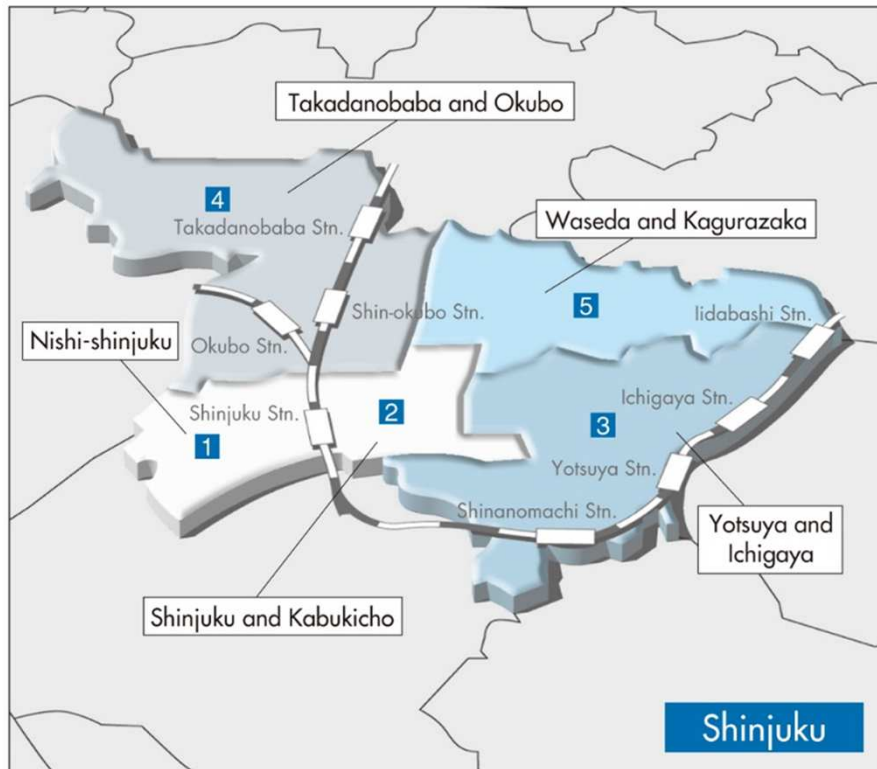 Takadanobaba and Okubo
4
Takadanobaba Stn.
Waseda and Kagurazaka
5
Shin-okubo Stn.
Iidabashi Stn.
Nishi-shinjuku
Okubo Stn.
Ichigaya Stn.
Shinjuku Stn.
2
3
1
Yotsuya Stn.
Shinanomachi Stn.
Yotsuya and
Ichigaya
Shinjuku and Kabukicho
Shinjuku